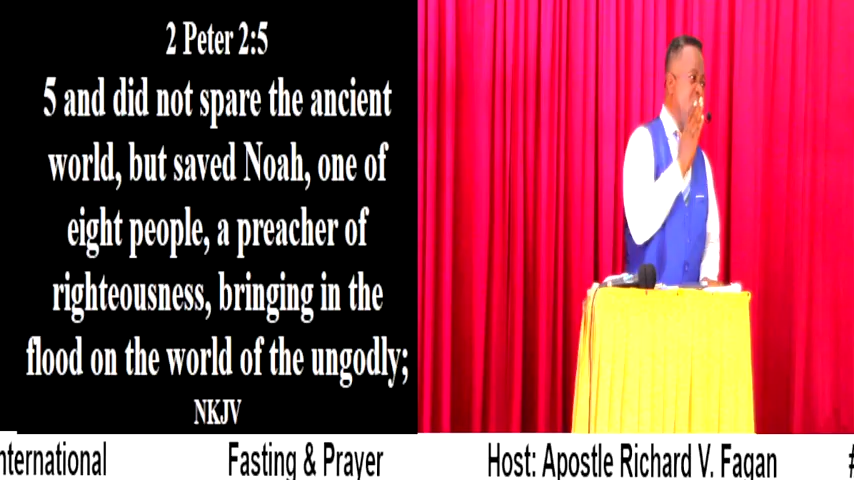 2 Peter 2:5
5 and did not spare the ancient
world, but saved Noah, one of
eight people, a preacher of
righteousness, bringing in the
flood on the world of the ungodly;
NKJV
nternational Fasting & Prayer Host: Apostle Richard V. Fagan #